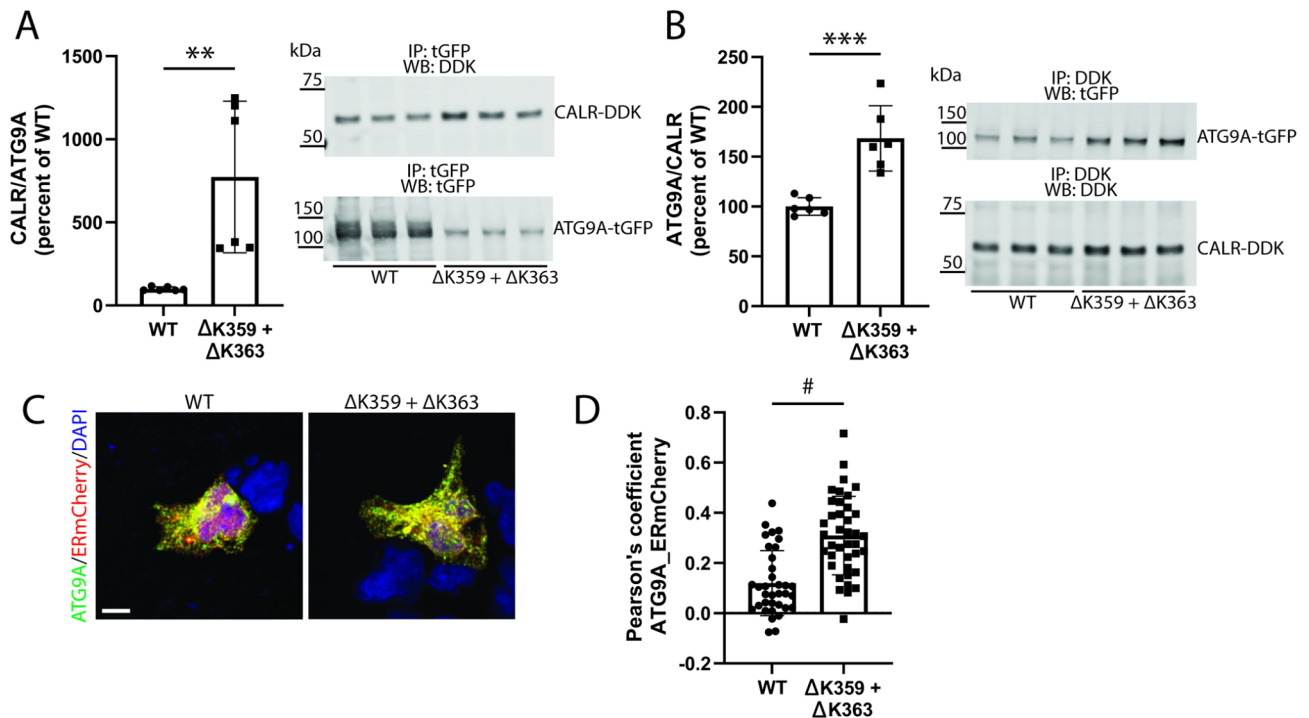 A
CALR/ATG9A
(percent of WT)
1500
1000
500
0
**
WT
ΔK359 +
ΔK363
kDa
IP: tGFP
WB: DDK
75
50
CALR-DDK
IP: tGFP
WB: tGFP
150
100
ATG9A-tGFP
WT
ΔK359 + ΔK363
B
ATG9A/CALR
(percent of WT)
250
200
150
100
50
0
***
WT
ΔK359 +
ΔK363
kDa
IP: DDK
WB: tGFP
150
100
ATG9A-tGFP
IP: DDK
WB: DDK
75
50
CALR-DDK
WT
ΔK359 + ΔK363
C
ATG9A/ERmCherry/DAPI
WT
ΔK359 + ΔK363
D
Pearson's coefficient
ATG9A_ERmCherry
0.8
0.6
0.4
0.2
0.0
-0.2
#
WT
ΔK359 +
ΔK363